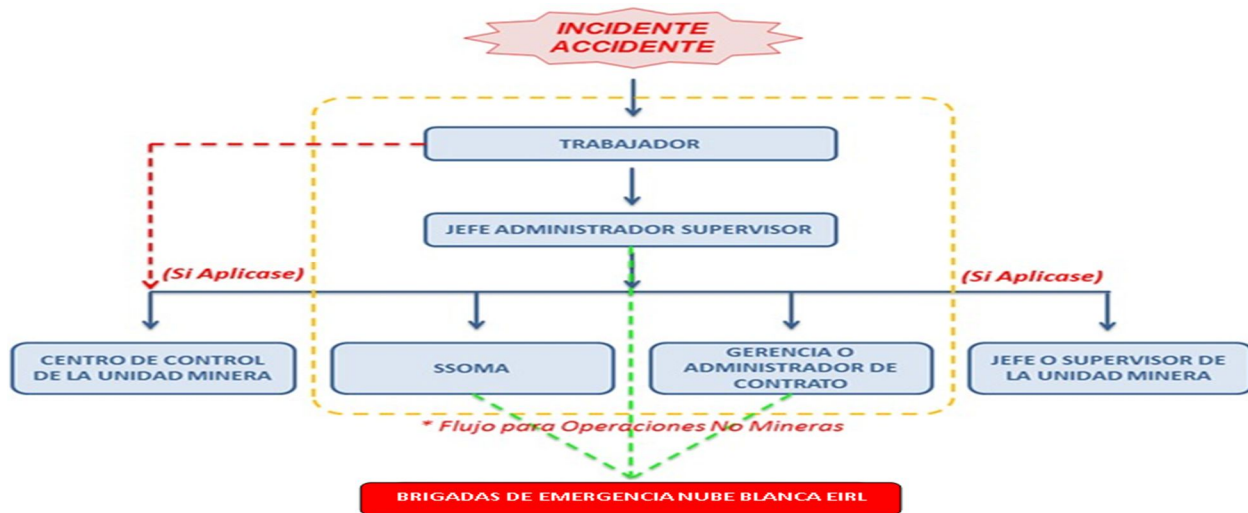 INCIDENTE
ACCIDENTE
TRABAJADOR
JEFE ADMINISTRADOR SUPERVISOR
(Si Aplicase)
(Si Aplicase)
CENTRO DE CONTROL
DE LA UNIDAD MINERA
SSOMA
GERENCIA O
ADMINISTRADOR DE
CONTRATO
JEFE O SUPERVISOR DE
LA UNIDAD MINERA
* Flujo para Operaciones No Mineras
BRIGADAS DE EMERGENCIA NUBE BLANCA EIRL